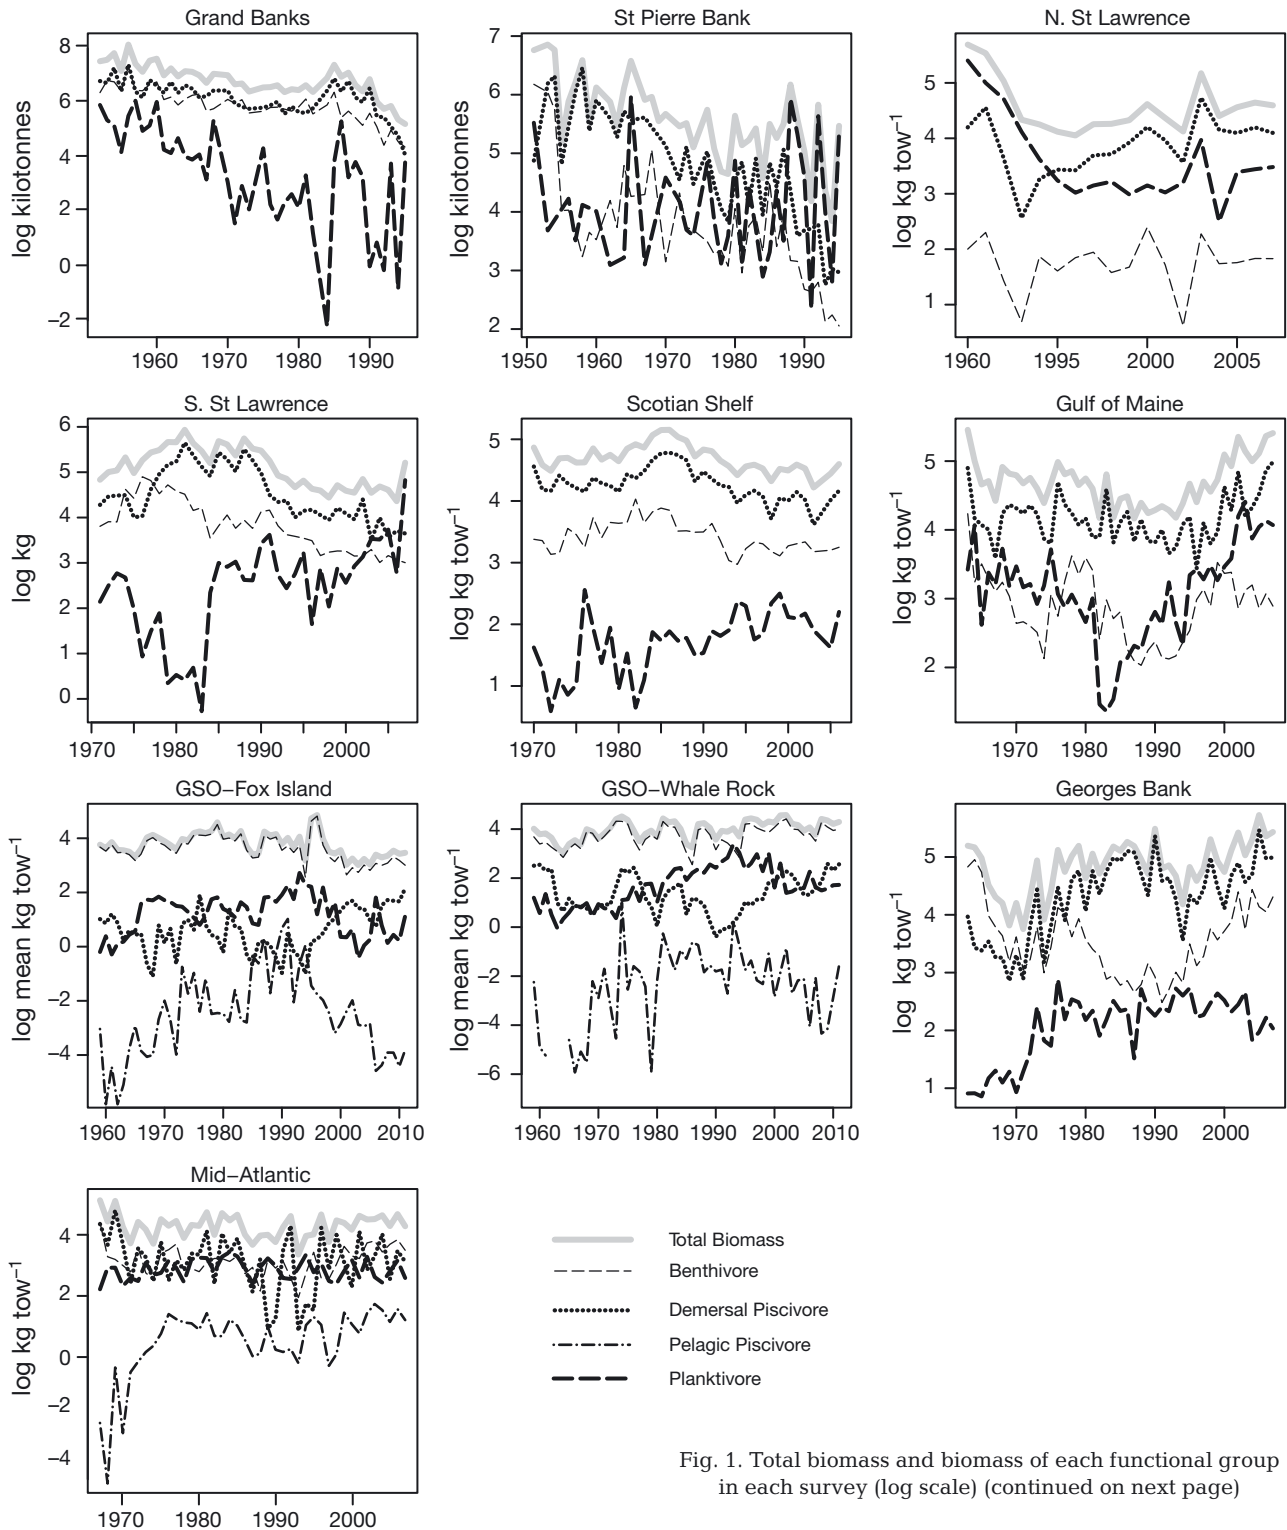 Grand Banks
log kilotonnes
8
6
4
2
0
−2
1960 1970 1980 1990
St Pierre Bank
log kilotonnes
7
6
5
4
3
2
1950 1960 1970 1980 1990
N. St Lawrence
log kg tow−1
5
4
3
2
1
1960 1995 2000 2005
S. St Lawrence
log kg
6
5
4
3
2
1
0
1970 1980 1990 2000
Scotian Shelf
log kg tow−1
5
4
3
2
1
1970 1980 1990 2000
Gulf of Maine
log kg tow−1
5
4
3
2
1970 1980 1990 2000
GSO−Fox Island
log mean kg tow−1
4
2
0
−2
−4
1960 1970 1980 1990 2000 2010
GSO−Whale Rock
log mean kg tow−1
4
2
0
−2
−4
−6
1960 1970 1980 1990 2000 2010
Georges Bank
log kg tow−1
5
4
3
2
1
1970 1980 1990 2000
Mid−Atlantic
log kg tow−1
4
2
0
−2
−4
1970 1980 1990 2000
Total Biomass
Benthivore
Demersal Piscivore
Pelagic Piscivore
Planktivore
Fig. 1. Total biomass and biomass of each functional group
in each survey (log scale) (continued on next page)